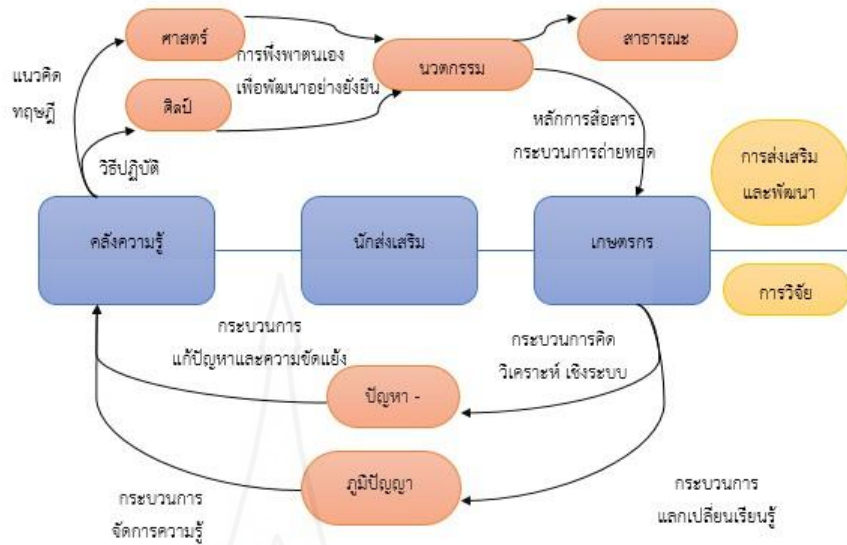 ศาสตร์
สาธารณะ
แนวคิด
ทฤษฎี
การพึ่งพาตนเอง
เพื่อพัฒนาอย่างยั่งยืน
นวตกรรม
ศิลป์
หลักการสื่อสาร
กระบวนการถ่ายทอด
วิธีปฏิบัติ
การส่งเสริม
และพัฒนา
คลังความรู้
นักส่งเสริม
เกษตรกร
การวิจัย
กระบวนการ
แก้ปัญหาและความขัดแย้ง
กระบวนการคิด
วิเคราะห์ เชิงระบบ
ปัญหา -
ภูมิปัญญา
กระบวนการ
จัดการความรู้
กระบวนการ
แลกเปลี่ยนเรียนรู้